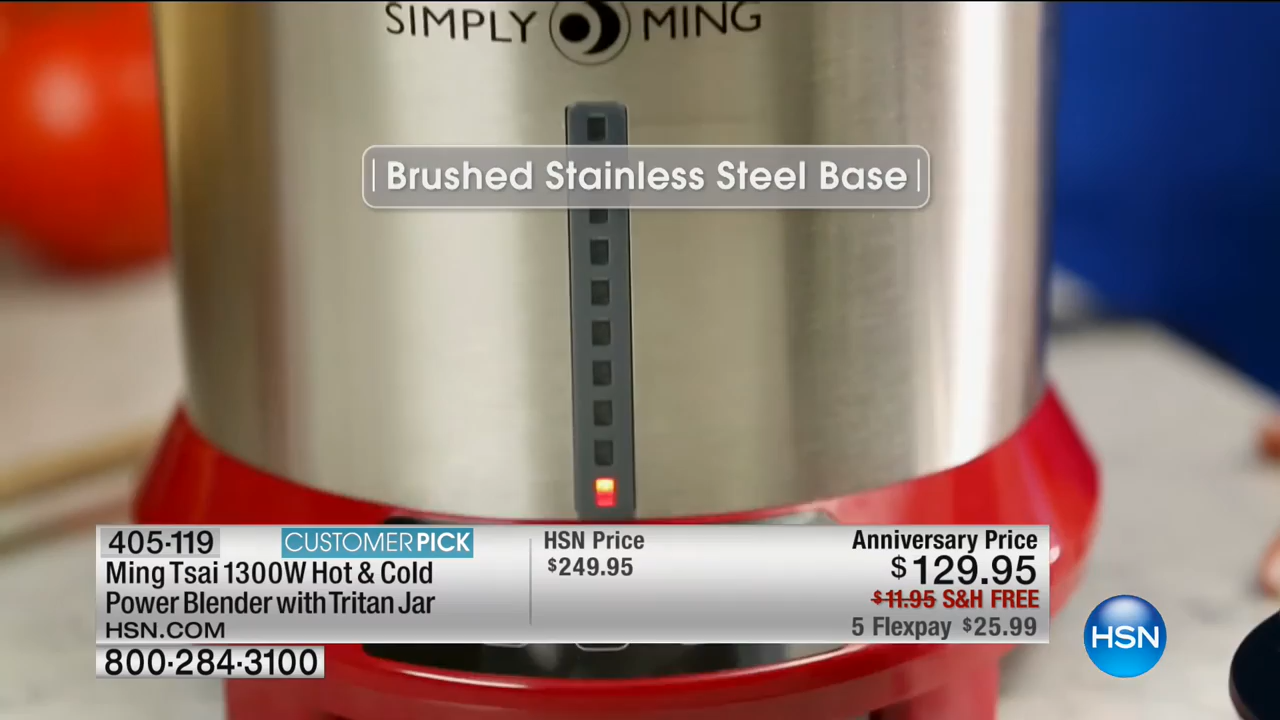 SIMPLY MING
Brushed Stainless Steel Base
405-119 CUSTOMER PICK
Ming Tsai 1300W Hot & Cold
Power Blender with Tritan Jar
HSN.COM
800-284-3100
HSN Price
$249.95
Anniversary Price
$129.95
$11.95 S&H FREE
5 Flexpay $25.99
HSN